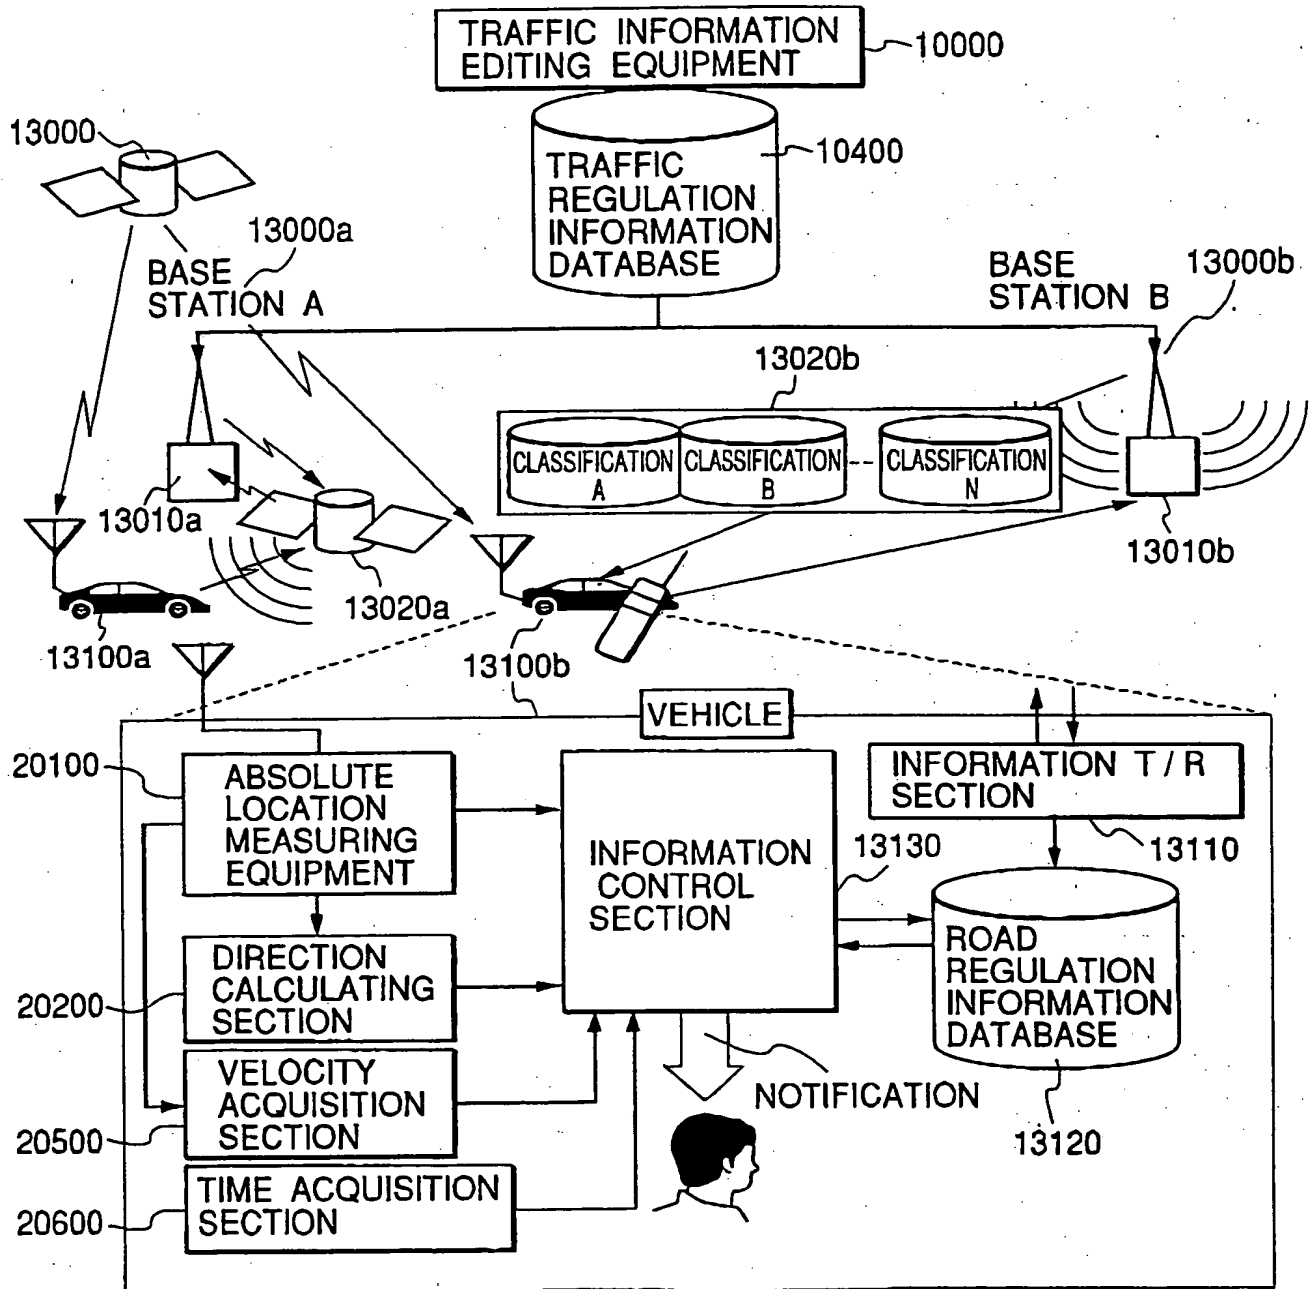 TRAFFIC INFORMATION
EDITING EQUIPMENT
10000
13000
TRAFFIC
REGULATION
INFORMATION
DATABASE
10400
13000a
BASE
STATION A
BASE
STATION B
13000b
13020b
CLASSIFICATION
A
CLASSIFICATION
B
CLASSIFICATION
N
13010a
13020a
13010b
13100a
13100b
VEHICLE
20100
ABSOLUTE
LOCATION
MEASURING
EQUIPMENT
INFORMATION T / R
SECTION
13110
INFORMATION
CONTROL
SECTION
13130
20200
DIRECTION
CALCULATING
SECTION
ROAD
REGULATION
INFORMATION
DATABASE
13120
20500
VELOCITY
ACQUISITION
SECTION
NOTIFICATION
20600
TIME ACQUISITION
SECTION